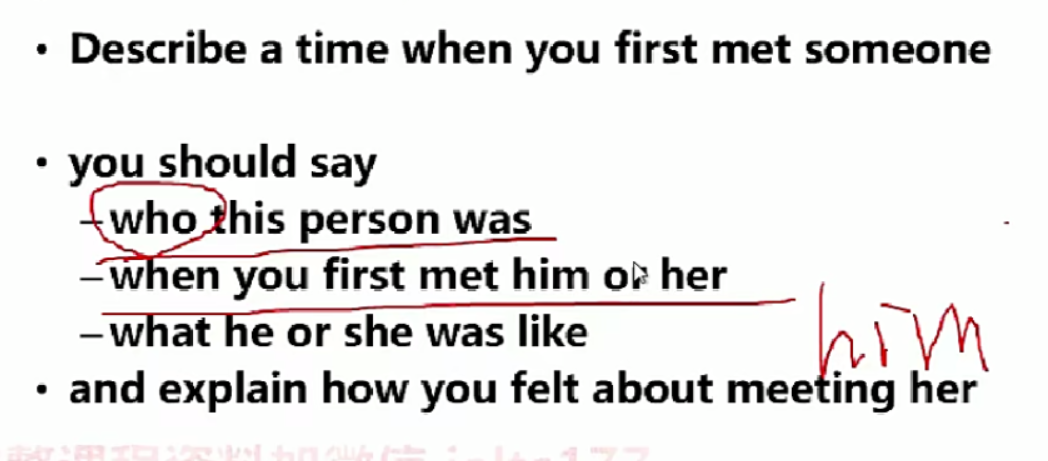 • Describe a time when you first met someone
• you should say
–who this person was
–when you first met him or her
–what he or she was like
him
• and explain how you felt about meeting her